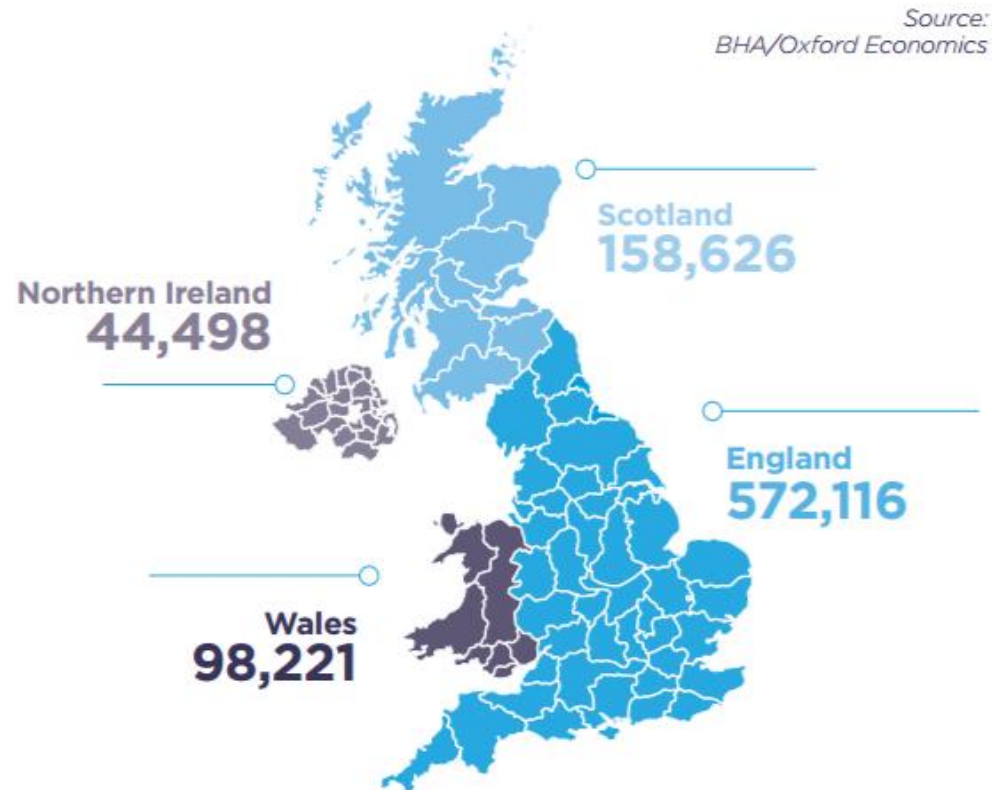 Source:
BHA/Oxford Economics
Scotland
158,626
Northern Ireland
44,498
England
572,116
Wales
98,221